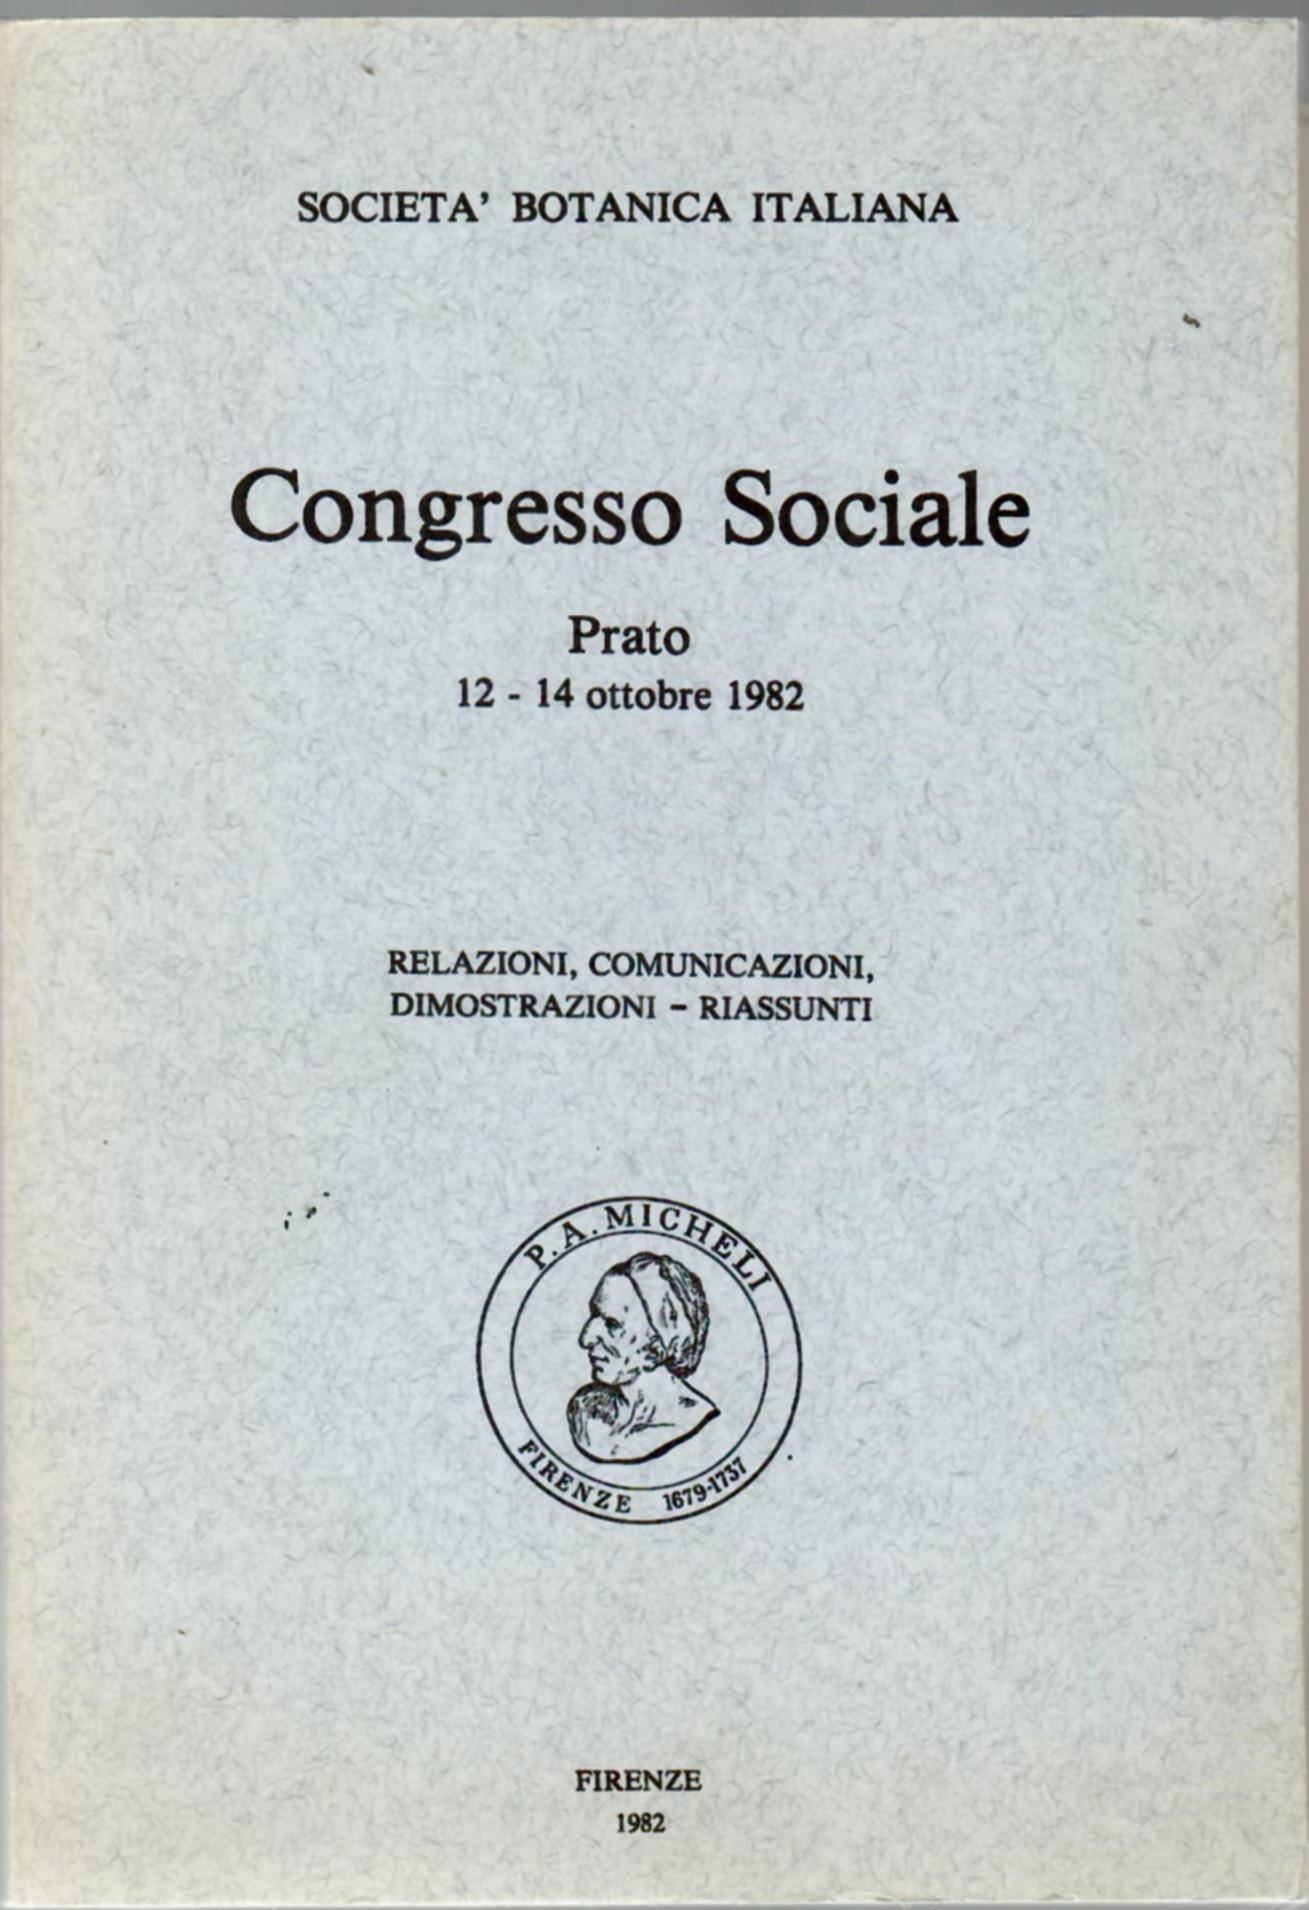 SOCIETA' BOTANICA ITALIANA
Congresso Sociale
Prato
12 - 14 ottobre 1982
RELAZIONI, COMUNICAZIONI,
DIMOSTRAZIONI - RIASSUNTI
P. A. MICHELI
FIRENZE 1679-1737
FIRENZE
1982